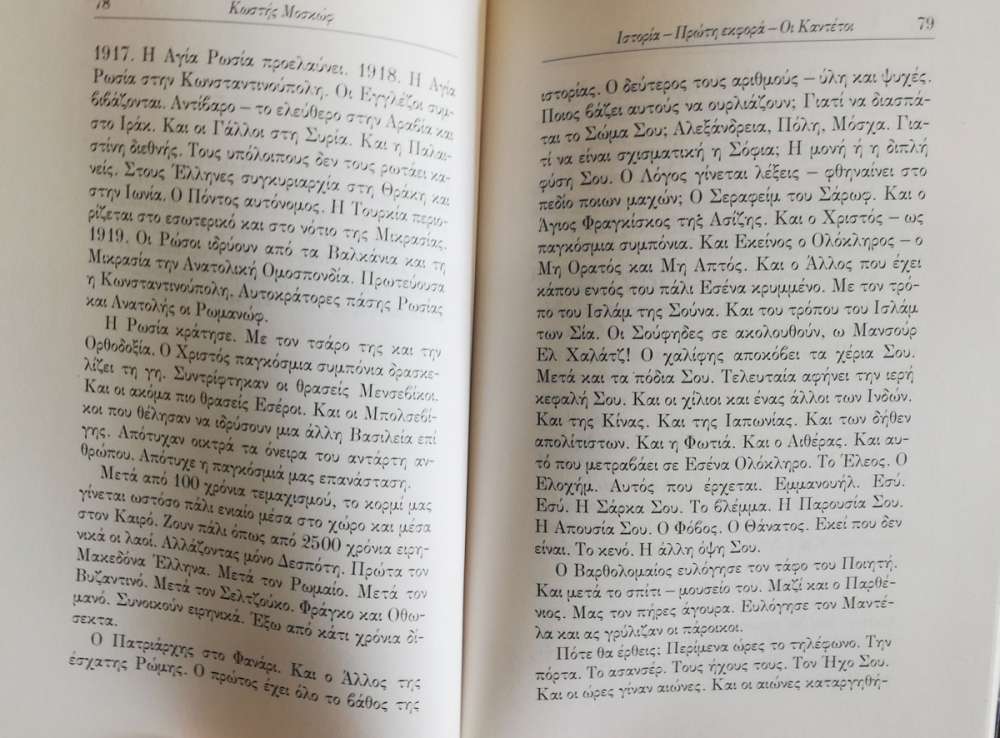 78
Κωστής Μοσκώφ
1917. Η Αγία Ρωσία προελαύνει. 1918. Η Αγία
Ρωσία στην Κωνσταντινούπολη. Οι Εγγλέζοι συμ-
βιβάζονται. Αντίβαρο – το ελεύθερο στην Αραβία και
στο Ιράκ. Και οι Γάλλοι στη Συρία. Και η Παλαι-
στίνη διεθνής. Τους υπόλοιπους δεν τους ρωτάει κα-
νείς. Στους Έλληνες συγκυριαρχία στη Θράκη και
στην Ιωνία. Ο Πόντος αυτόνομος. Η Τουρκία περιο-
ρίζεται στο εσωτερικό και στο νότιο της Μικρασίας.
1919. Οι Ρώσοι ιδρύουν από τα Βαλκάνια και τη
Μικρασία την Ανατολική Ομοσπονδία. Πρωτεύουσα
η Κωνσταντινούπολη. Αυτοκράτορες πάσης Ρωσίας
και Ανατολής οι Ρωμανώφ.
Η Ρωσία κράτησε. Με τον τσάρο της και την
Ορθοδοξία. Ο Χριστός παγκόσμια συμπόνια δρασκε-
λίζει τη γη. Συντρίφτηκαν οι θρασείς Μενσεβίκοι.
Και οι ακόμα πιο θρασείς Εσέροι. Και οι Μπολσεβί-
κοι που θέλησαν να ιδρύσουν μια άλλη Βασιλεία επί
γης. Απότυχαν οικτρά τα όνειρα του αντάρτη αν-
θρώπου. Απότυχε η παγκόσμιά μας επανάσταση.
Μετά από 100 χρόνια τεμαχισμού, το κορμί μας
γίνεται ωστόσο πάλι ενιαίο μέσα στο χώρο και μέσα
στον Καιρό. Ζουν πάλι όπως από 2500 χρόνια ειρη-
νικά οι λαοί. Αλλάζοντας μόνο Δεσπότη. Πρώτα τον
Μακεδόνα Έλληνα. Μετά τον Ρωμαίο. Μετά τον
Βυζαντινό. Μετά τον Σελτζούκο. Φράγκο και Οθω-
μανό. Συνοικούν ειρηνικά. Έξω από κάτι χρόνια δί-
σεκτα.
Ο Πατριάρχης στο Φανάρι. Και ο Άλλος της
έσχατης Ρώμης. Ο πρώτος έχει όλο το βάθος της
Ιστορία – Πρώτη εκφορά – Οι Καντέτοι
79
ιστορίας. Ο δεύτερος τους αριθμούς – ύλη και ψυχές.
Ποιος βάζει αυτούς να ουρλιάζουν; Γιατί να διασπά-
ται το Σώμα Σου; Αλεξάνδρεια, Πόλη, Μόσχα. Για-
τί να είναι σχισματική η Σόφια; Η μονή ή η διπλή
φύση Σου. Ο Λόγος γίνεται λέξεις – φθηναίνει στο
πεδίο ποιων μαχών; Ο Σεραφείμ του Σάρωφ. Και ο
Άγιος Φραγκίσκος της Ασίζης. Και ο Χριστός – ως
παγκόσμια συμπόνια. Και Εκείνος ο Ολόκληρος – ο
Μη Ορατός και Μη Απτός. Και ο Άλλος που έχει
κάπου εντός του πάλι Εσένα κρυμμένο. Με τον τρό-
πο του Ισλάμ της Σούνα. Και του τρόπου του Ισλάμ
των Σία. Οι Σούφηδες σε ακολουθούν, ω Μανσούρ
Ελ Χαλάτζ! Ο χαλίφης αποκόβει τα χέρια Σου.
Μετά και τα πόδια Σου. Τελευταία αφήνει την ιερή
κεφαλή Σου. Και οι χίλιοι και ένας άλλοι των Ινδών.
Και της Κίνας. Και της Ιαπωνίας. Και των δήθεν
απολίτιστων. Και η Φωτιά. Και ο Αιθέρας. Και αυ-
τό που μετραβάει σε Εσένα Ολόκληρο. Το Έλεος. Ο
Ελοχήμ. Αυτός που έρχεται. Εμμανουήλ. Εσύ.
Εσύ. Η Σάρκα Σου. Το βλέμμα. Η Παρουσία Σου.
Η Απουσία Σου. Ο Φόβος. Ο Θάνατος. Εκεί που δεν
είναι. Το κενό. Η άλλη όψη Σου.
Ο Βαρθολομαίος ευλόγησε τον τάφο του Ποιητή.
Και μετά το σπίτι – μουσείο του. Μαζί και ο Παρθέ-
νιος. Μας τον πήρες άγουρα. Ευλόγησε τον Μαντέ-
λα και ας γρύλιζαν οι πάροικοι.
Πότε θα έρθεις; Περίμενα ώρες το τηλέφωνο. Την
πόρτα. Το ασανσέρ. Τους ήχους τους. Τον Ήχο Σου.
Και οι ώρες γίναν αιώνες. Και οι αιώνες καταργηθή-